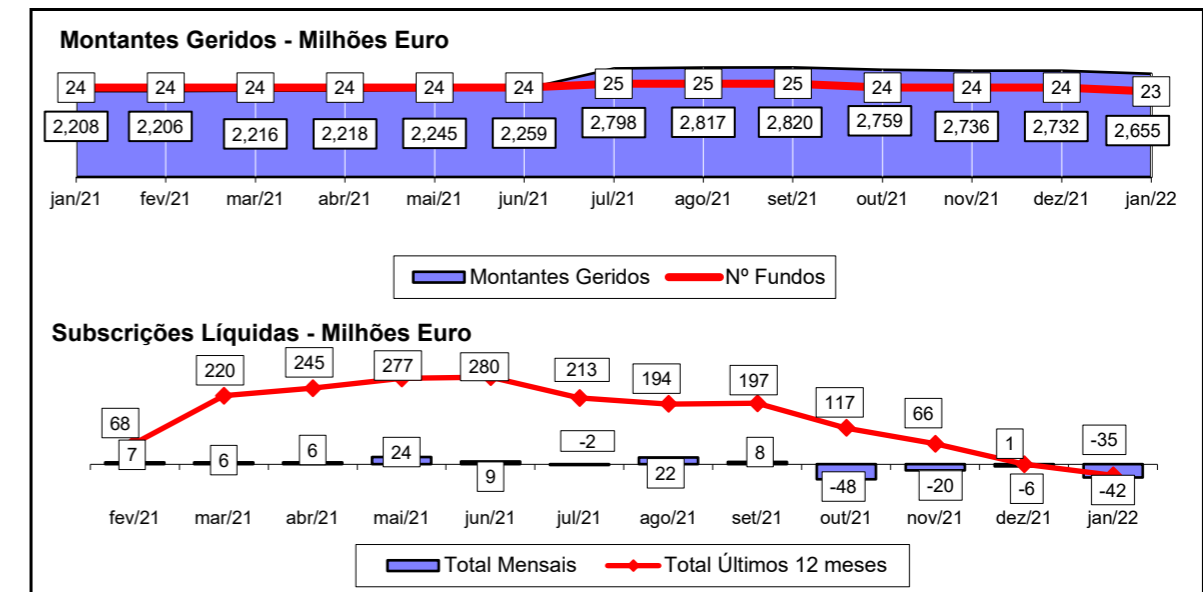 Montantes Geridos - Milhões Euro
24 24 24 24 24 24 25 25 25 24 24 24 23
2,208 2,206 2,216 2,218 2,245 2,259 2,798 2,817 2,820 2,759 2,736 2,732 2,655
jan/21 fev/21 mar/21 abr/21 mai/21 jun/21 jul/21 ago/21 set/21 out/21 nov/21 dez/21 jan/22
Montantes Geridos Nº Fundos
Subscrições Líquidas - Milhões Euro
68 220 245 277 280 213 194 197 117 66 1 -35
7 6 6 24 9 -2 22 8 -48 -20 -6 -42
fev/21 mar/21 abr/21 mai/21 jun/21 jul/21 ago/21 set/21 out/21 nov/21 dez/21 jan/22
Total Mensais Total Últimos 12 meses